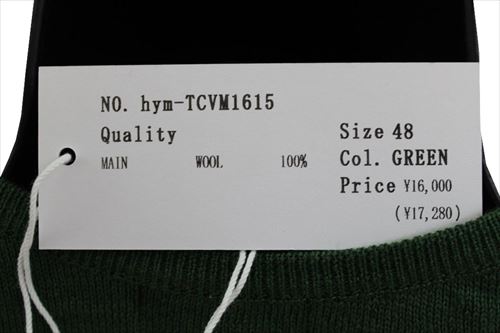 NO. hym-TCVM1615
Quality
MAIN WOOL 100%
Size 48
Col. GREEN
Price ¥16,000
(¥17,280)